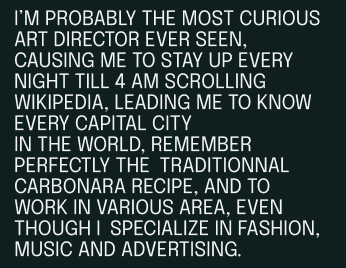 I'M PROBABLY THE MOST CURIOUS
ART DIRECTOR EVER SEEN,
CAUSING ME TO STAY UP EVERY
NIGHT TILL 4 AM SCROLLING
WIKIPEDIA, LEADING ME TO KNOW
EVERY CAPITAL CITY
IN THE WORLD, REMEMBER
PERFECTLY THE  TRADITIONNAL
CARBONARA RECIPE, AND TO
WORK IN VARIOUS AREA, EVEN
THOUGH I  SPECIALIZE IN FASHION,
MUSIC AND ADVERTISING.